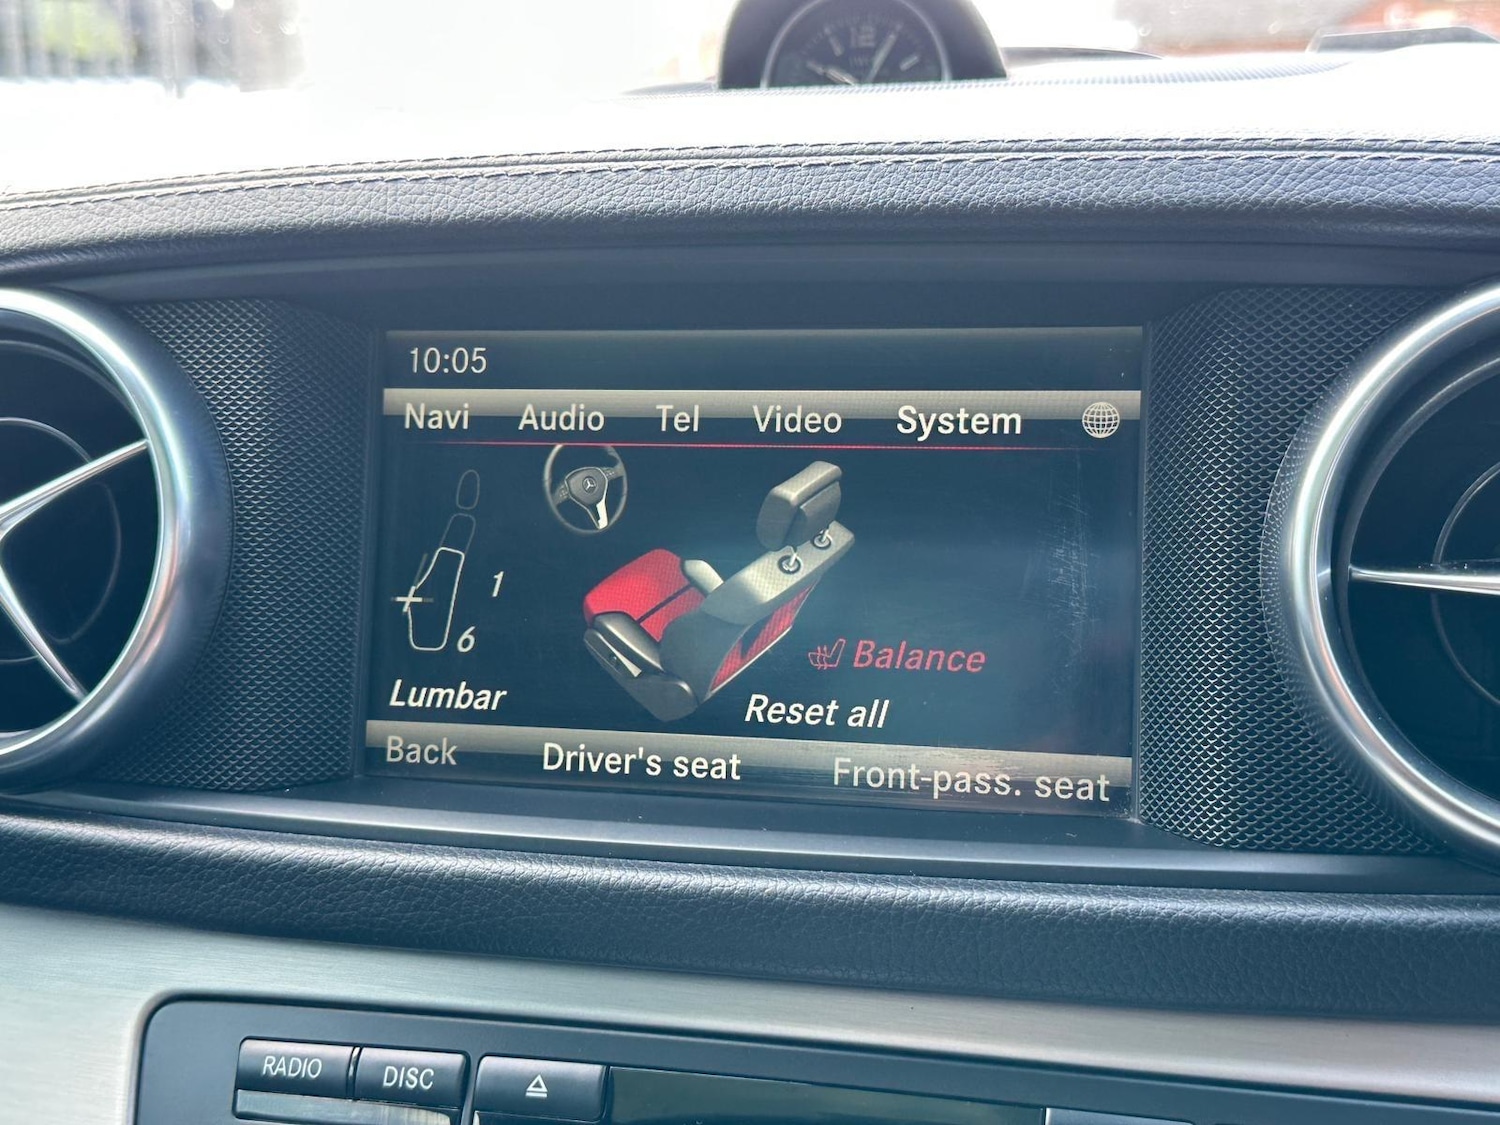 12
10:05
Navi Audio Tel Video System
1
6
Balance
Lumbar
Reset all
Back Driver's seat Front-pass. seat
RADIO DISC